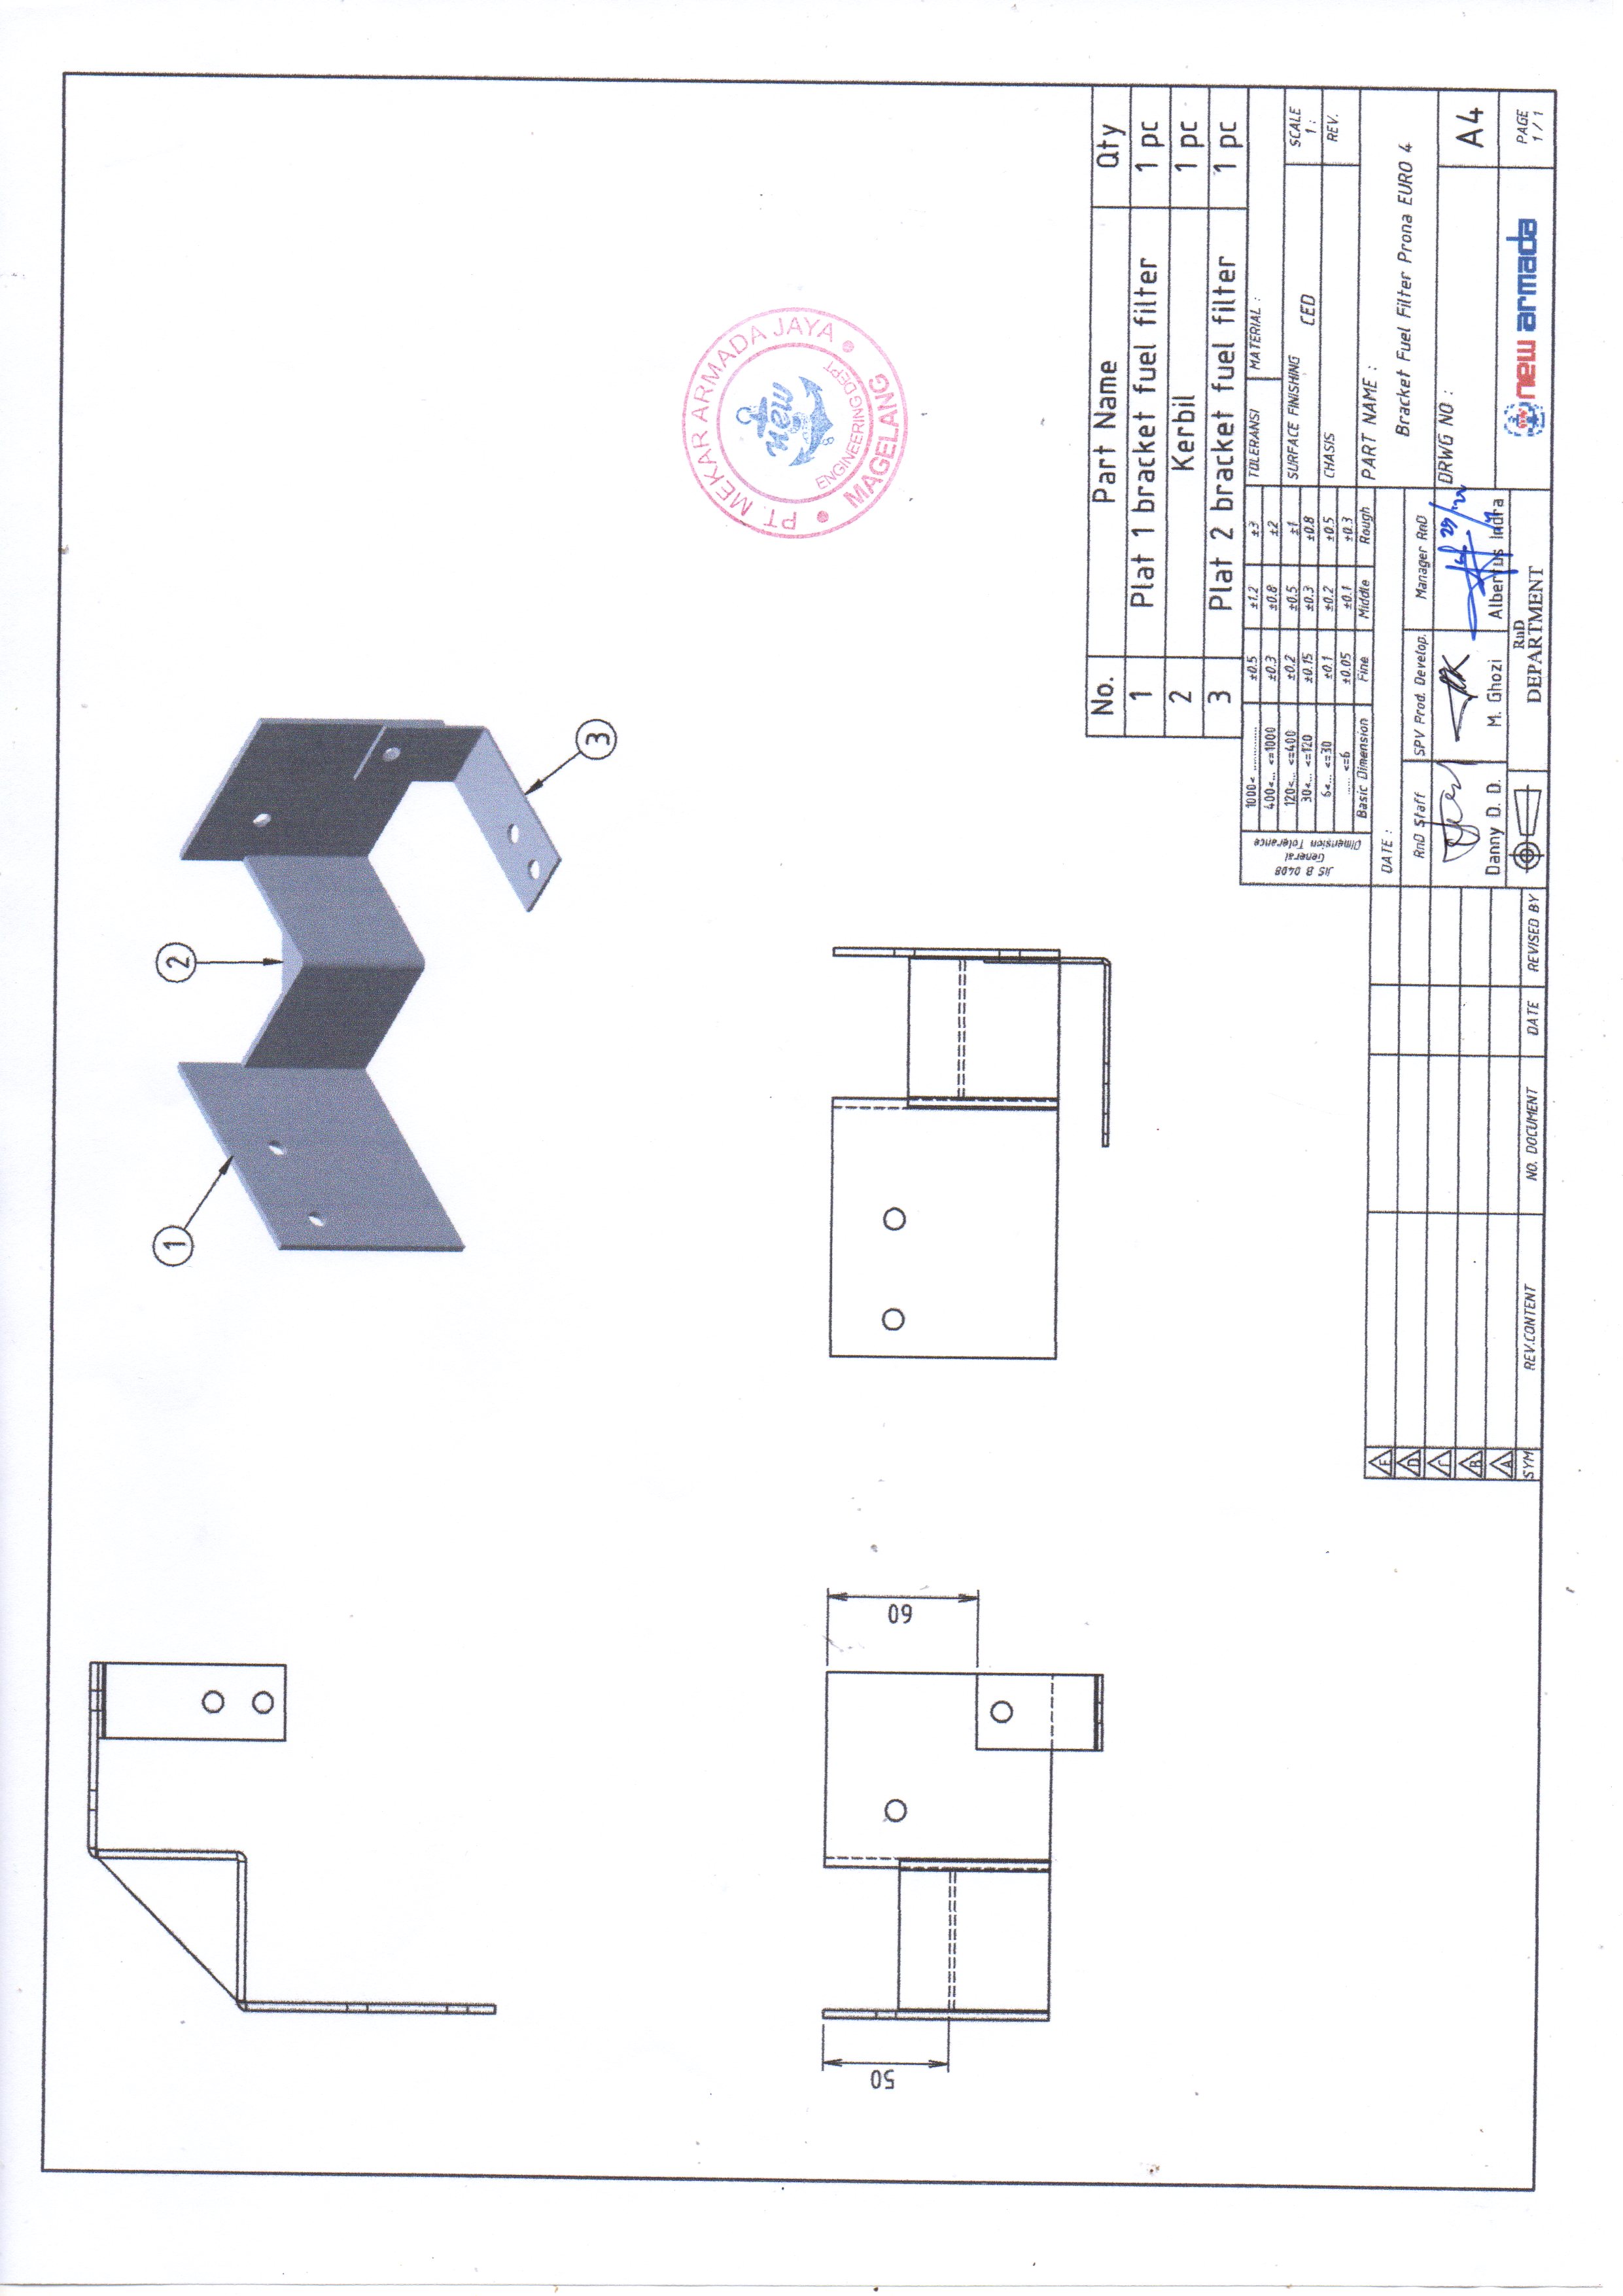 1
2
3
50
60
PT. MEKAR ARMADA JAYA
new
ENGINEERING DEPT
MAGELANG
No. Part Name Qty
1 Plat 1 bracket fuel filter 1 pc
2 Kerbil 1 pc
3 Plat 2 bracket fuel filter 1 pc
JIS B 0408
General
Dimension Tolerance
1000< .............. ±0.5 ±1.2 ±3
400<... <=1000 ±0.3 ±0.8 ±2
120<... <=400 ±0.2 ±0.5 ±1
30<... <=120 ±0.15 ±0.3 ±0.8
6<... <=30 ±0.1 ±0.2 ±0.5
...... <=6 ±0.05 ±0.1 ±0.3
Basic Dimension Fine Middle Rough
TOLERANSI MATERIAL :
SURFACE FINISHING
CED
SCALE
1 :
CHASIS
REV.
PART NAME :
Bracket Fuel Filter Prona EURO 4
DATE :
RnD Staff SPV Prod. Develop. Manager RnD
Danny D. D. M. Ghozi Albertus Indra
DRWG NO :
A4
RnD
DEPARTMENT
new armada
PAGE
1 / 1
D
B
A
SYM REV.CONTENT NO. DOCUMENT DATE REVISED BY